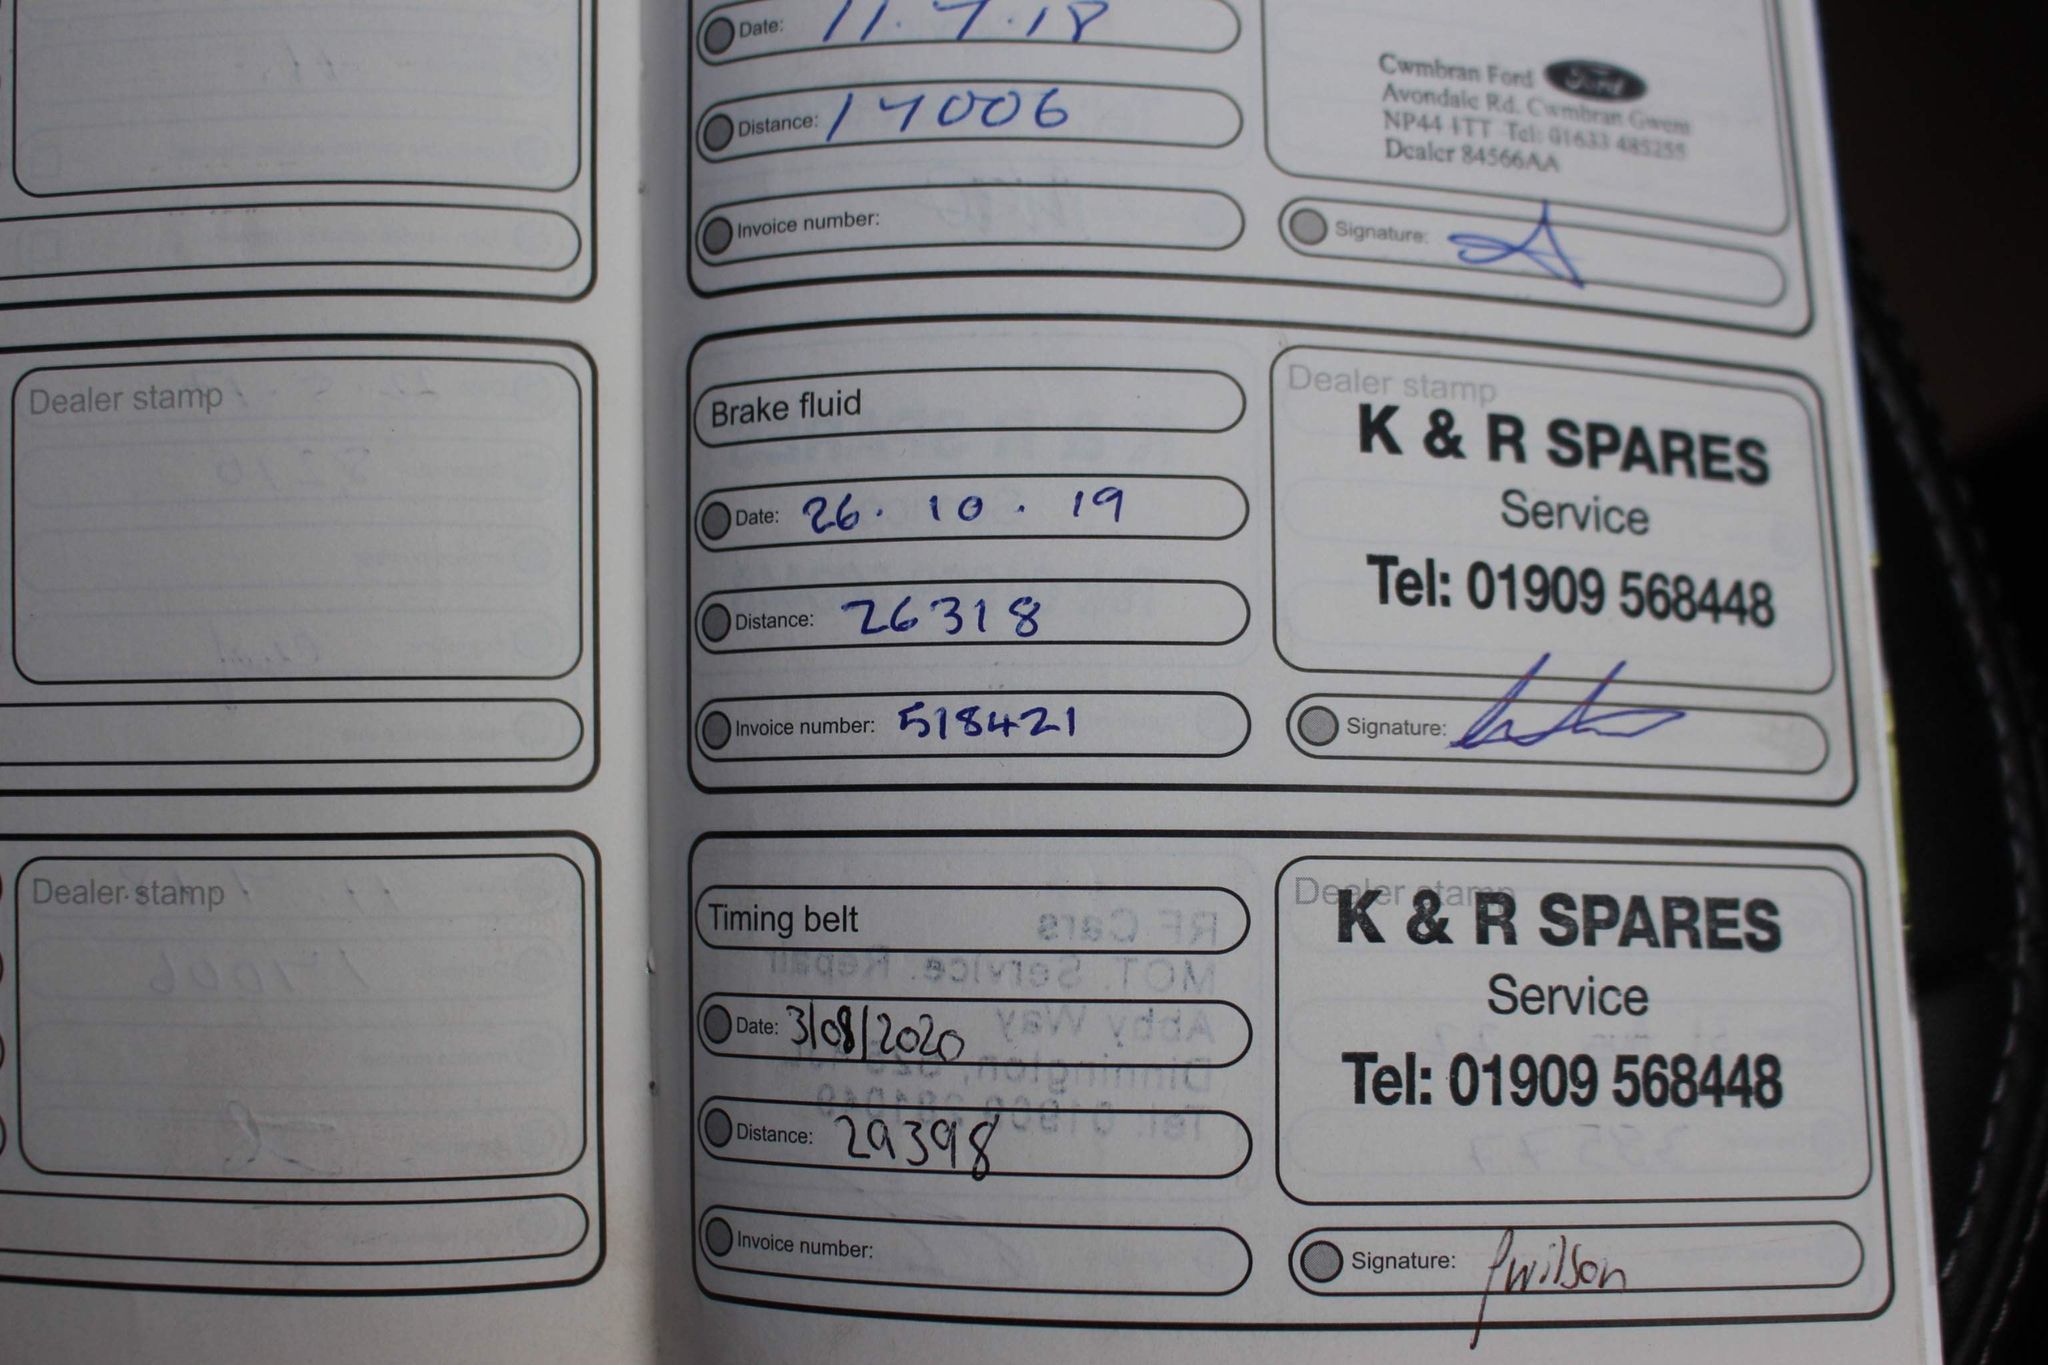 Date: 11.7.18
Cwmbran Ford Ford
Avondale Rd. Cwmbran Gwent
Distance: 17006
NP44 1TT Tel: 01633 485255
Dealer 84566AA
Invoice number:
Signature:
Dealer stamp
Brake fluid
Date: 26.10.19
Distance: 26318
Invoice number: 518421
Dealer stamp
K & R SPARES
Service
Tel: 01909 568448
Signature:
Dealer stamp
Timing belt
Date: 3/08/2020
Distance: 29398
Invoice number:
Dealer stamp
K & R SPARES
Service
Tel: 01909 568448
Signature: Pwilson